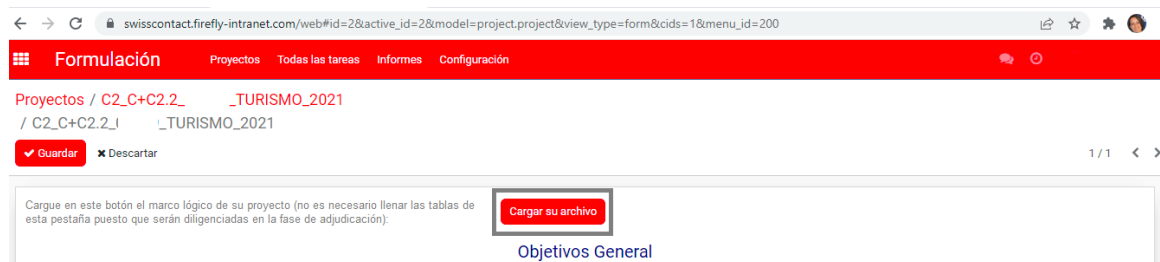 swisscontact.firefly-intranet.com/web#id=2&active_id=2&model=project.project&view_type=form&cids=1&menu_id=200
Formulación Proyectos Todas las tareas Informes Configuración
Proyectos / C2_C+C2.2_ _TURISMO_2021
/ C2_C+C2.2_ _TURISMO_2021
Guardar Descartar 1 / 1
Cargue en este botón el marco lógico de su proyecto (no es necesario llenar las tablas de
esta pestaña puesto que serán diligenciadas en la fase de adjudicación):
Cargar su archivo
Objetivos General